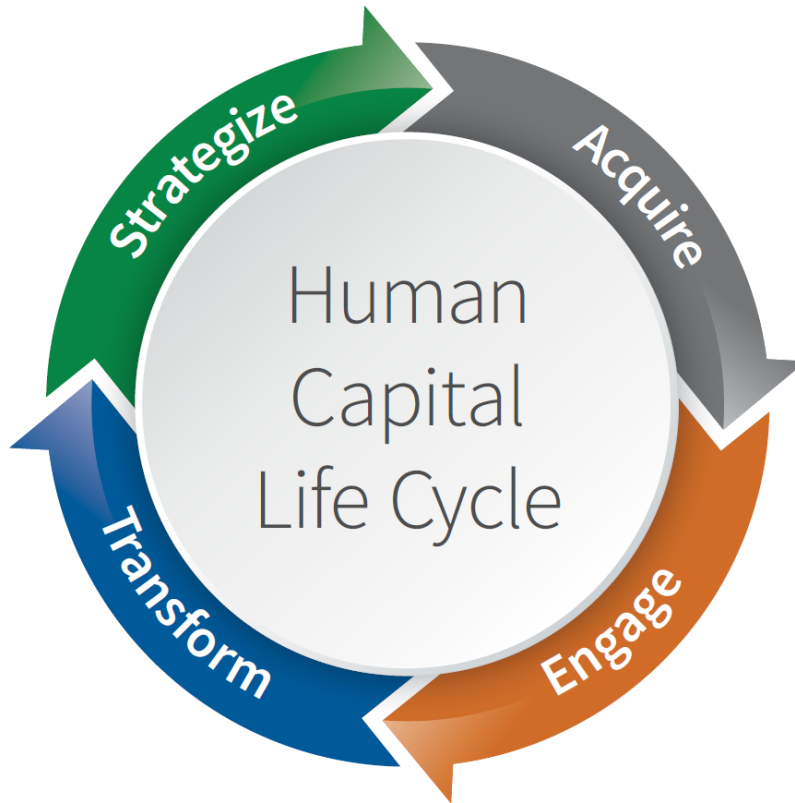 Strategize
Acquire
Human
Capital
Life Cycle
Transform
Engage